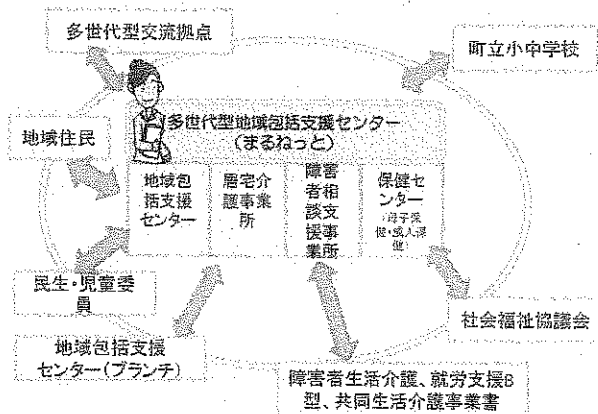 多世代型交流拠点
町立小中学校
多世代型地域包括支援センター
(まるねっと)
地域住民
地域包
括支援
センター
居宅介
護事業
所
障害
者相
談支
援事
業所
保健セ
ンター
(母子保
健・成人保
健)
民生・児童委
員
社会福祉協議会
地域包括支援
センター(ブランチ)
障害者生活介護、就労支援B
型、共同生活介護事業書